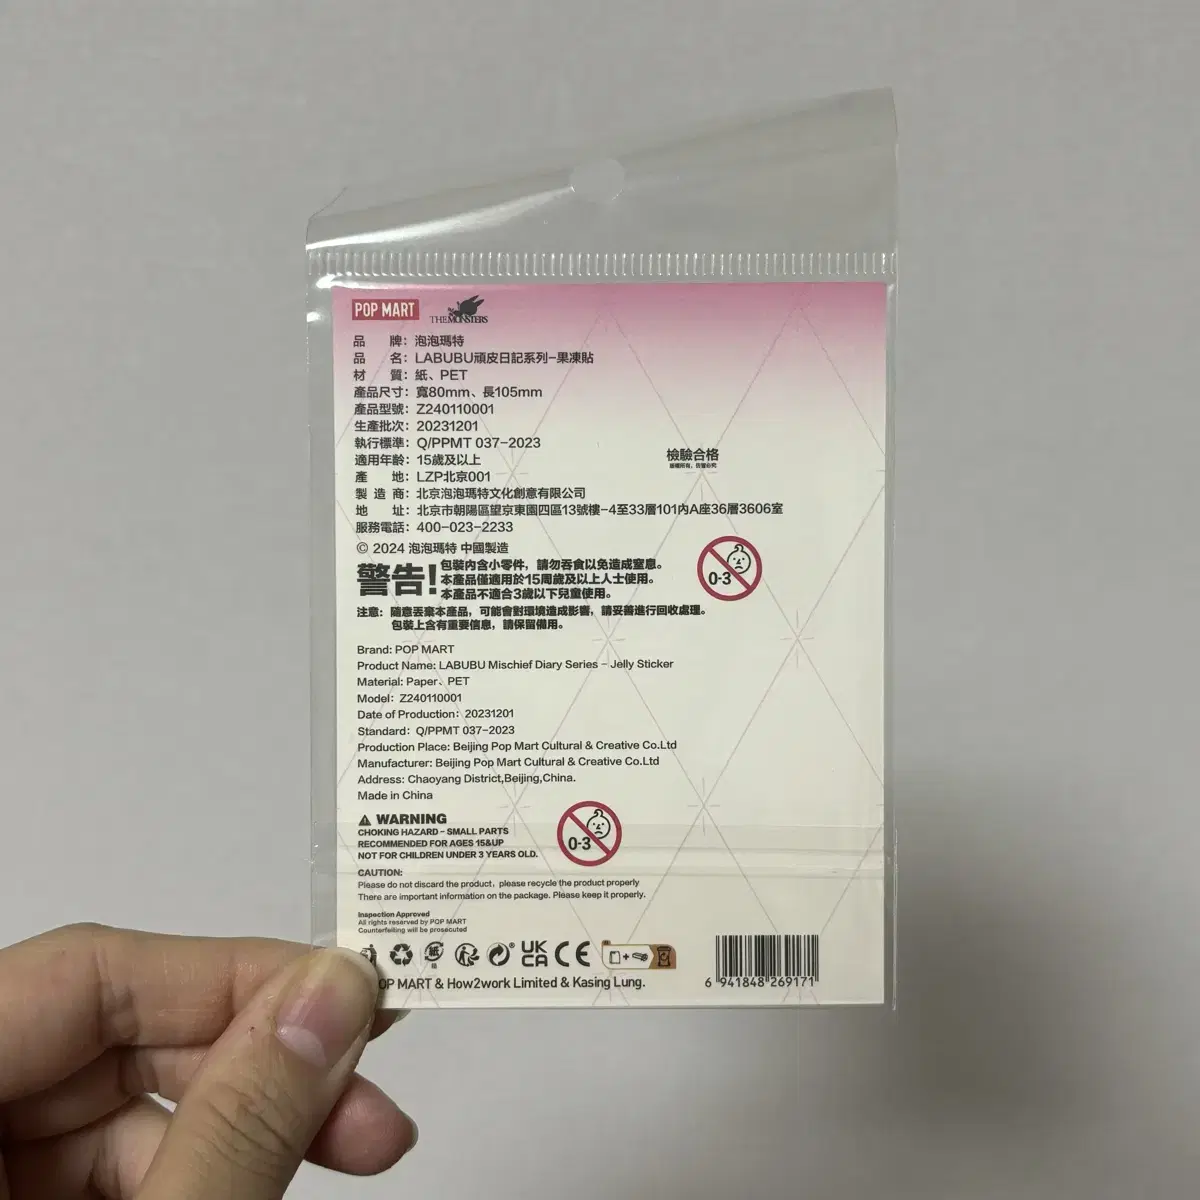 POP MART THE MONSTERS
品 牌：泡泡瑪特
品 名：LABUBU頑皮日記系列-果凍貼
材 質：紙、PET
產品尺寸：寬80mm、長105mm
產品型號：Z240110001
生產批次：20231201
執行標準：Q/PPMT 037-2023
適用年齡：15歲及以上
產 地：LZP北京001
製 造 商：北京泡泡瑪特文化創意有限公司
地 址：北京市朝陽區望京東園四區13號樓-4至33層101內A座36層3606室
服務電話：400-023-2233
檢驗合格
版權所有，仿冒必究
© 2024 泡泡瑪特 中國製造
警告!
包裝內含小零件，請勿吞食以免造成窒息。
本產品僅適用於15周歲及以上人士使用。
本產品不適合3歲以下兒童使用。
0-3
注意：隨意丟棄本產品，可能會對環境造成影響，請妥善進行回收處理。
包裝上含有重要信息，請保留備用。
Brand: POP MART
Product Name: LABUBU Mischief Diary Series - Jelly Sticker
Material: Paper、PET
Model: Z240110001
Date of Production: 20231201
Standard: Q/PPMT 037-2023
Production Place: Beijing Pop Mart Cultural & Creative Co.Ltd
Manufacturer: Beijing Pop Mart Cultural & Creative Co.Ltd
Address: Chaoyang District,Beijing,China.
Made in China
WARNING
CHOKING HAZARD - SMALL PARTS
RECOMMENDED FOR AGES 15&UP
NOT FOR CHILDREN UNDER 3 YEARS OLD.
0-3
CAUTION:
Please do not discard the product, please recycle the product properly
There are important information on the package. Please keep it properly.
Inspection Approved
All rights reserved by POP MART
Counterfeiting will be prosecuted
紙 UK CA CE
OP MART & How2work Limited & Kasing Lung.
6 941848 269171